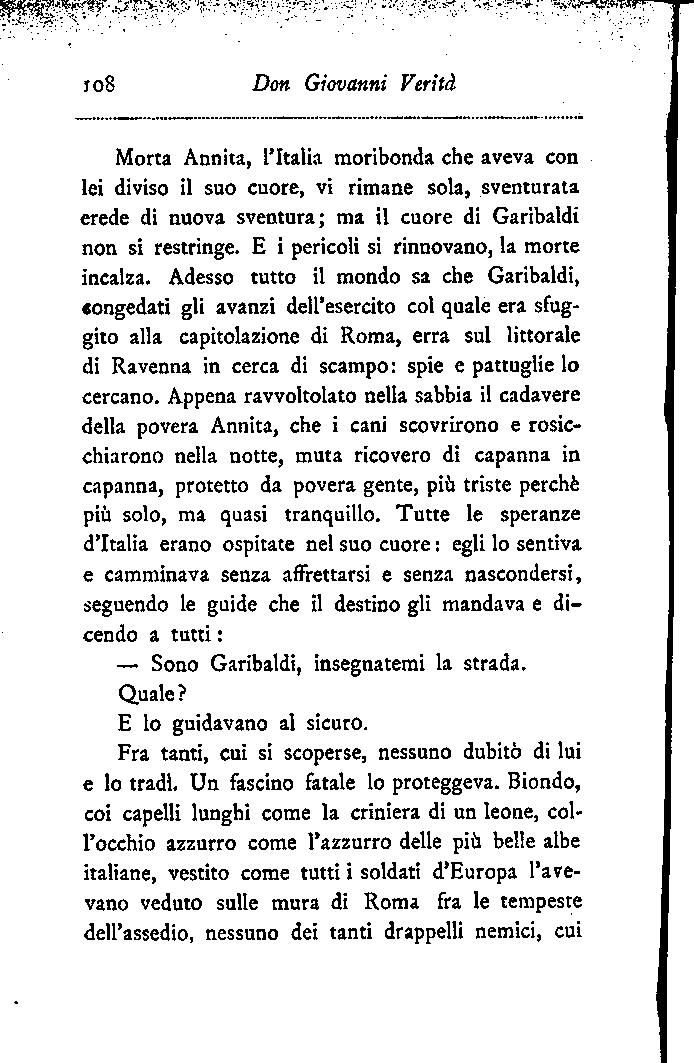 108 Don Giovanni Verità
Morta Annita, l'Italia moribonda che aveva con
lei diviso il suo cuore, vi rimane sola, sventurata
erede di nuova sventura; ma il cuore di Garibaldi
non si restringe. E i pericoli si rinnovano, la morte
incalza. Adesso tutto il mondo sa che Garibaldi,
congedati gli avanzi dell'esercito col quale era sfug-
gito alla capitolazione di Roma, erra sul littorale
di Ravenna in cerca di scampo: spie e pattuglie lo
cercano. Appena ravvoltolato nella sabbia il cadavere
della povera Annita, che i cani scovrirono e rosic-
chiarono nella notte, muta ricovero di capanna in
capanna, protetto da povera gente, più triste perchè
più solo, ma quasi tranquillo. Tutte le speranze
d'Italia erano ospitate nel suo cuore: egli lo sentiva
e camminava senza affrettarsi e senza nascondersi,
seguendo le guide che il destino gli mandava e di-
cendo a tutti:
— Sono Garibaldi, insegnatemi la strada.
Quale?
E lo guidavano al sicuro.
Fra tanti, cui si scoperse, nessuno dubitò di lui
e lo tradì. Un fascino fatale lo proteggeva. Biondo,
coi capelli lunghi come la criniera di un leone, col-
l'occhio azzurro come l'azzurro delle più belle albe
italiane, vestito come tutti i soldati d'Europa l'ave-
vano veduto sulle mura di Roma fra le tempeste
dell'assedio, nessuno dei tanti drappelli nemici, cui